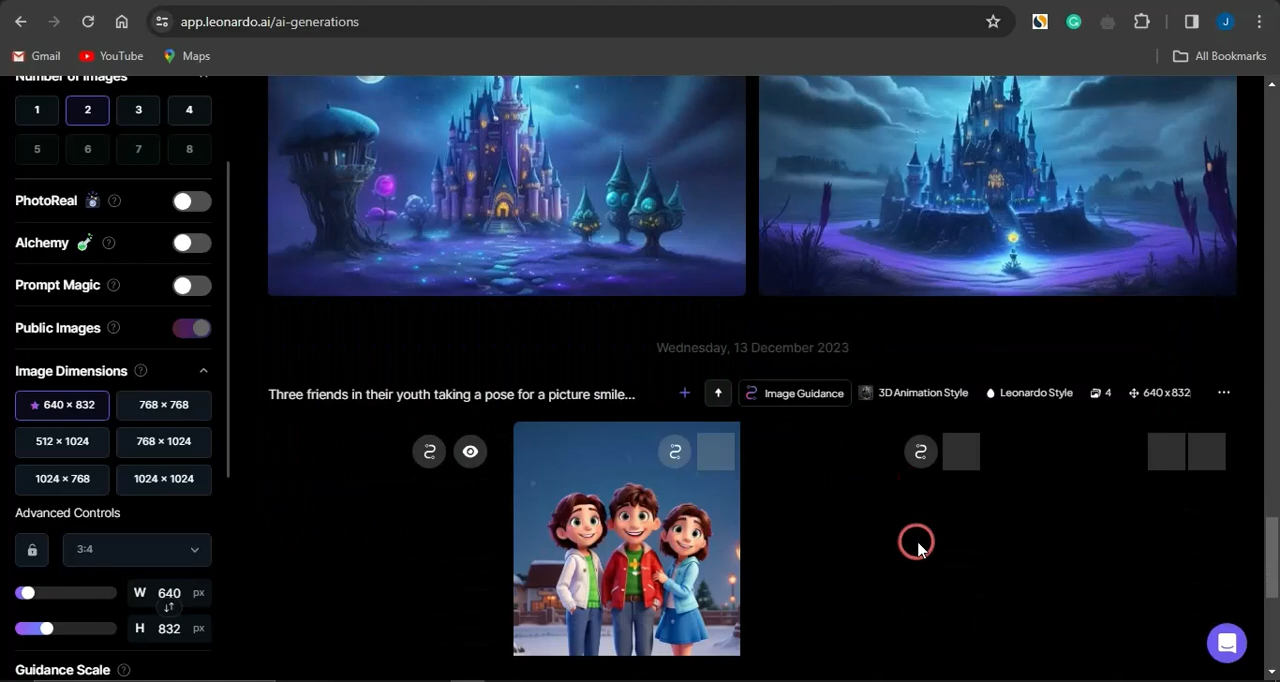 app.leonardo.ai/ai-generations
J
Gmail YouTube Maps All Bookmarks
Number of Images
1 2 3 4
5 6 7 8
PhotoReal ?
Alchemy ?
Prompt Magic ?
Public Images ?
Image Dimensions ?
640 × 832 768 × 768
512 × 1024 768 × 1024
1024 × 768 1024 × 1024
Advanced Controls
3:4
W 640 px
H 832 px
Guidance Scale ?
Wednesday, 13 December 2023
Three friends in their youth taking a pose for a picture smile... Image Guidance 3D Animation Style Leonardo Style 4 640 x 832